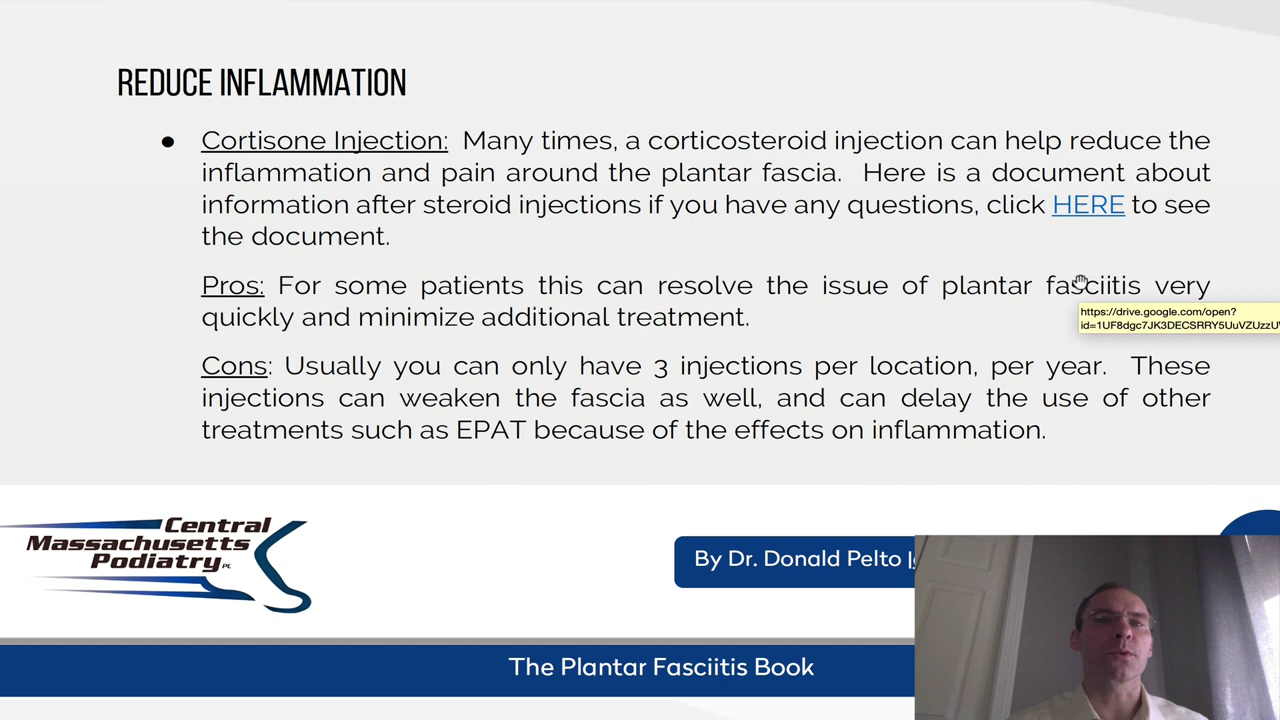 REDUCE INFLAMMATION
● Cortisone Injection: Many times, a corticosteroid injection can help reduce the
inflammation and pain around the plantar fascia. Here is a document about
information after steroid injections if you have any questions, click HERE to see
the document.
Pros: For some patients this can resolve the issue of plantar fasciitis very
quickly and minimize additional treatment.
https://drive.google.com/open?
Cons: Usually you can only have 3 injections per location, per year. These
injections can weaken the fascia as well, and can delay the use of other
treatments such as EPAT because of the effects on inflammation.
Central
Massachusetts
Podiatry PC
By Dr. Donald Pelto
The Plantar Fasciitis Book